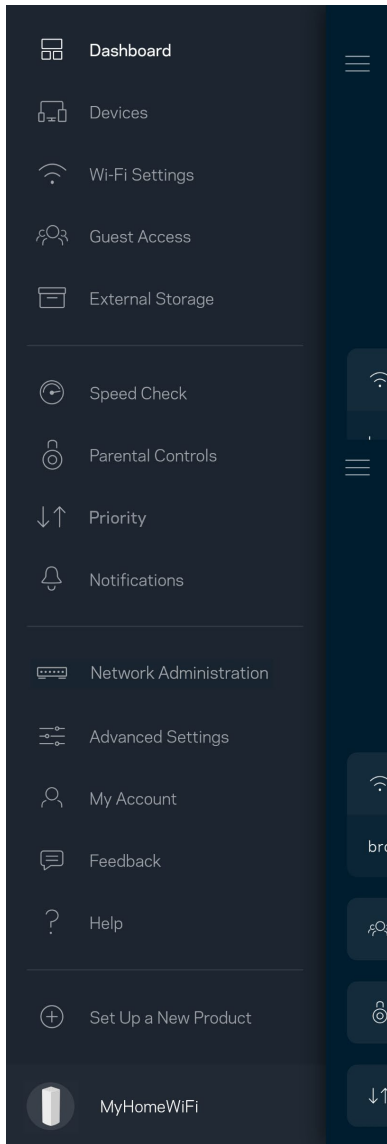 Dashboard
Devices
Wi-Fi Settings
Guest Access
External Storage
Speed Check
Parental Controls
Priority
Notifications
Network Administration
Advanced Settings
My Account
Feedback
Help
Set Up a New Product
MyHomeWiFi